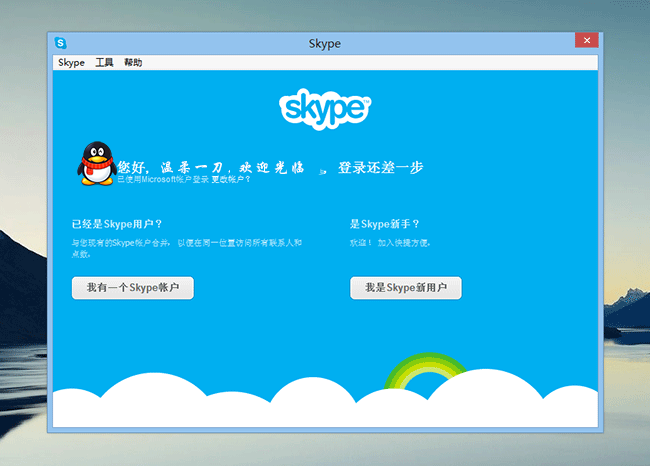 Skype
Skype 工具 帮助
skype™
您好, 温柔一刀, 欢迎光临 。 登录还差一步
已使用Microsoft帐户登录 更改帐户?
已经是Skype用户?
与您现有的Skype帐户合并, 以便在同一位置访问所有联系人和
点数。
我有一个Skype帐户
是Skype新手?
欢迎! 加入快捷方便。
我是Skype新用户